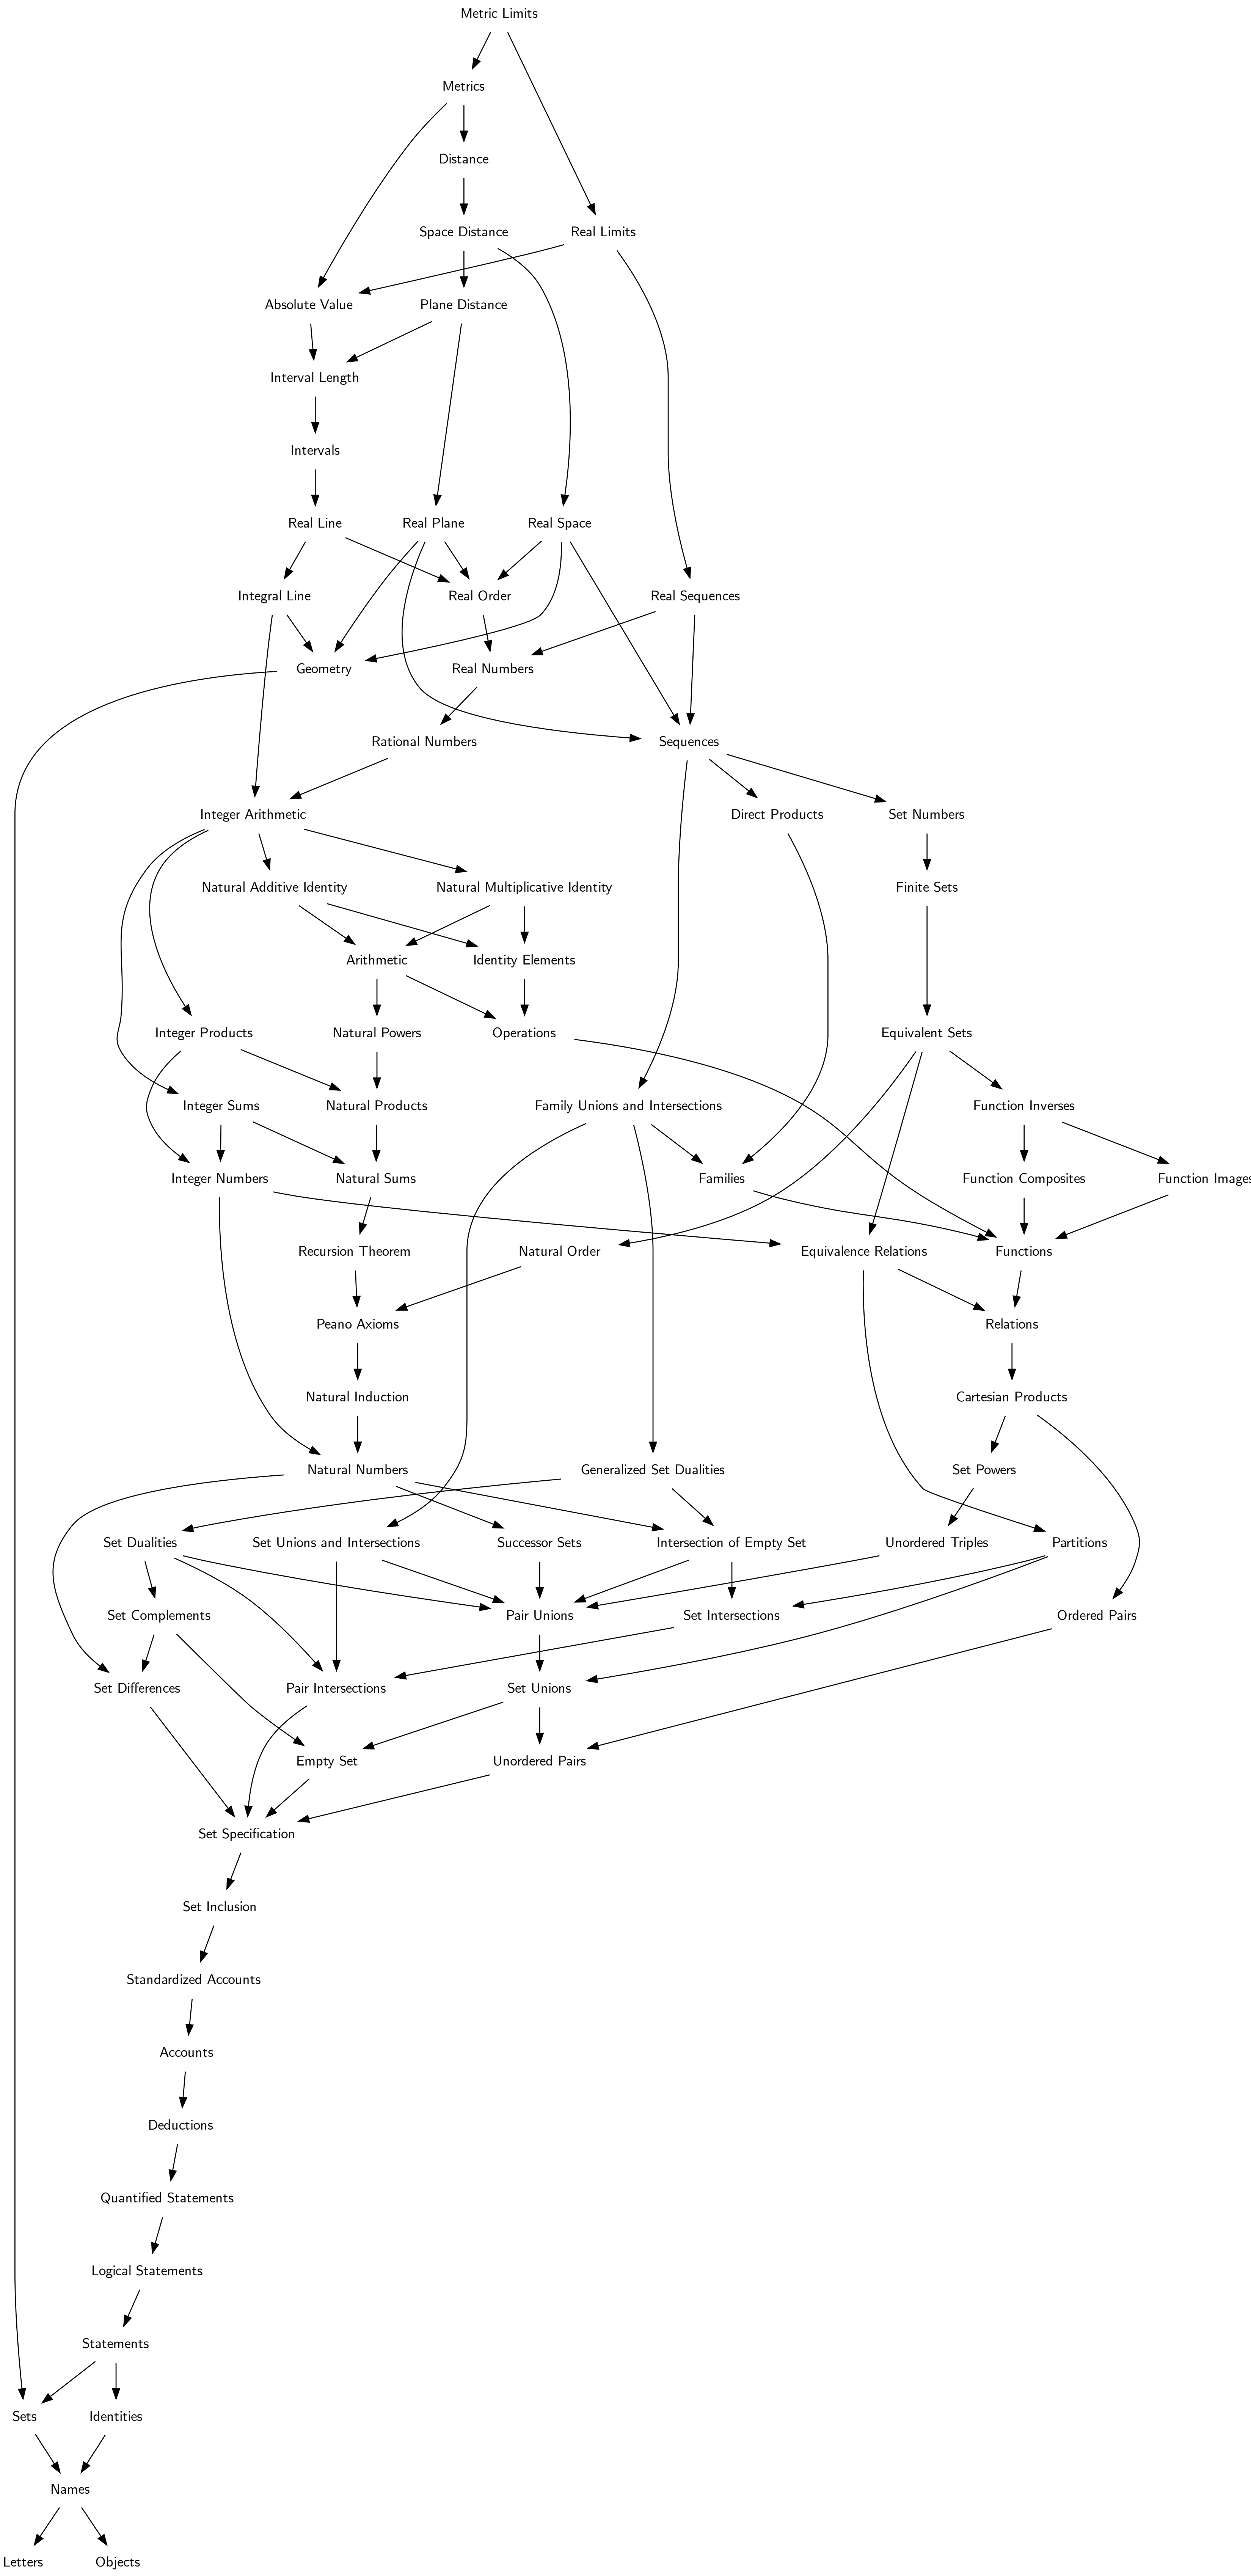 Metric Limits
Metrics
Distance
Space Distance
Real Limits
Absolute Value
Plane Distance
Interval Length
Intervals
Real Line
Real Plane
Real Space
Integral Line
Real Order
Real Sequences
Geometry
Real Numbers
Rational Numbers
Sequences
Integer Arithmetic
Direct Products
Set Numbers
Natural Additive Identity
Natural Multiplicative Identity
Finite Sets
Arithmetic
Identity Elements
Integer Products
Natural Powers
Operations
Equivalent Sets
Integer Sums
Natural Products
Family Unions and Intersections
Function Inverses
Integer Numbers
Natural Sums
Families
Function Composites
Function Images
Recursion Theorem
Natural Order
Equivalence Relations
Functions
Peano Axioms
Relations
Natural Induction
Cartesian Products
Natural Numbers
Generalized Set Dualities
Set Powers
Set Dualities
Set Unions and Intersections
Successor Sets
Intersection of Empty Set
Unordered Triples
Partitions
Set Complements
Pair Unions
Set Intersections
Ordered Pairs
Set Differences
Pair Intersections
Set Unions
Empty Set
Unordered Pairs
Set Specification
Set Inclusion
Standardized Accounts
Accounts
Deductions
Quantified Statements
Logical Statements
Statements
Sets
Identities
Names
Letters
Objects